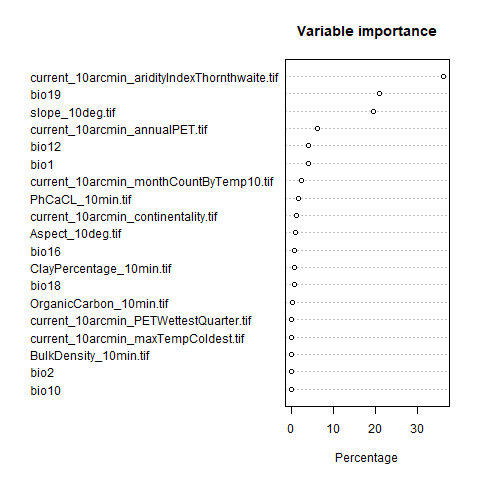 Variable importance
current_10arcmin_aridityIndexThornthwaite.tif
bio19
slope_10deg.tif
current_10arcmin_annualPET.tif
bio12
bio1
current_10arcmin_monthCountByTemp10.tif
PhCaCL_10min.tif
current_10arcmin_continentality.tif
Aspect_10deg.tif
bio16
ClayPercentage_10min.tif
bio18
OrganicCarbon_10min.tif
current_10arcmin_PETWettestQuarter.tif
current_10arcmin_maxTempColdest.tif
BulkDensity_10min.tif
bio2
bio10
0 10 20 30
Percentage